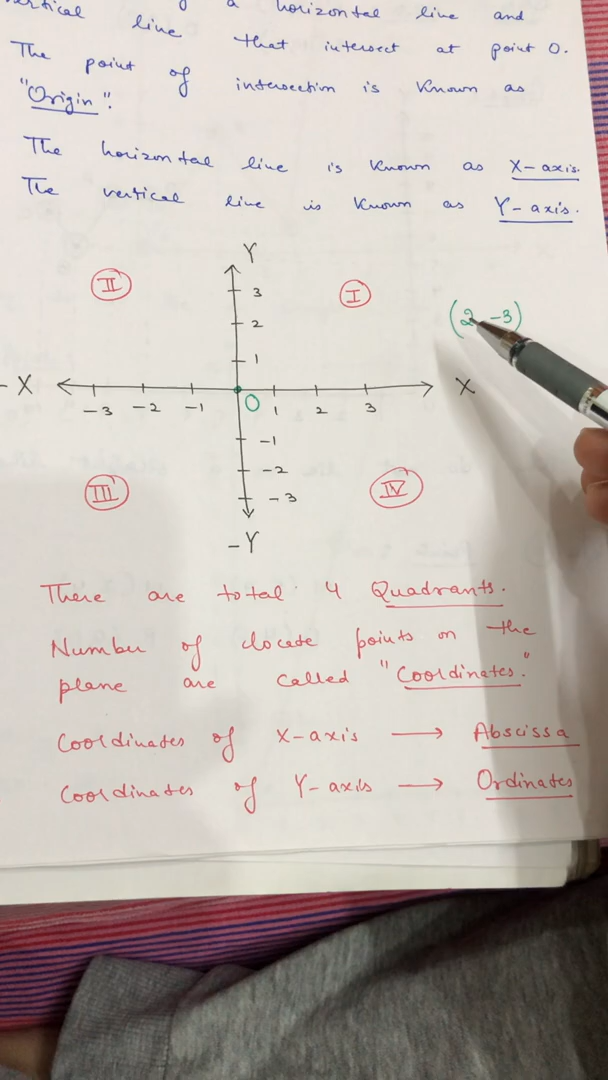 a horizontal line and
line that intersect at point O.
The point of intersection is known as
"Origin".
The horizontal line is known as X-axis.
The vertical line is known as Y-axis.
Y
II
I
3
2
1
(2 -3)
- X
X
-3 -2 -1 O 1 2 3
-1
-2
-3
III
IV
-Y
There are total 4 Quadrants.
Number of locate points on the
plane are called "Coordinates."
Coordinates of X-axis → Abscissa
Coordinates of Y-axis → Ordinates